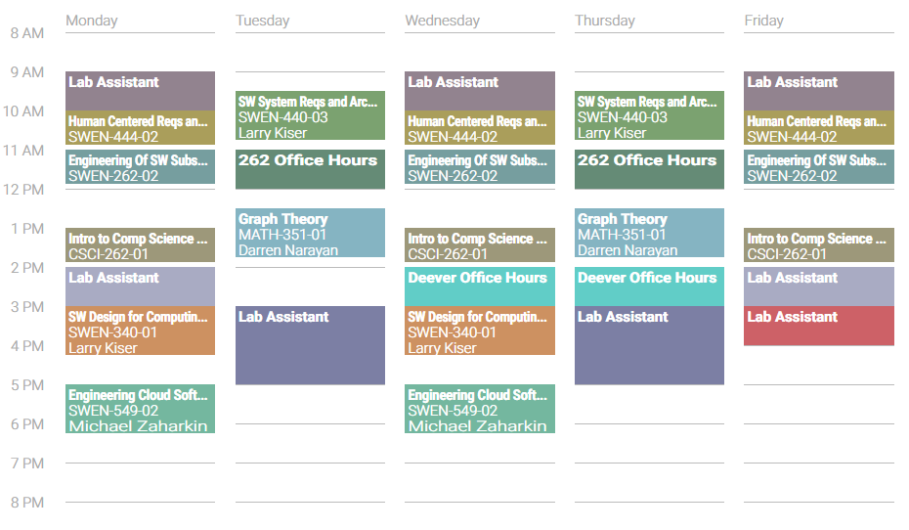 Monday
Tuesday
Wednesday
Thursday
Friday
8 AM
9 AM
10 AM
11 AM
12 PM
1 PM
2 PM
3 PM
4 PM
5 PM
6 PM
7 PM
8 PM
Lab Assistant
Human Centered Reqs an...
SWEN-444-02
Engineering Of SW Subs...
SWEN-262-02
Intro to Comp Science ...
CSCI-262-01
Lab Assistant
SW Design for Computin...
SWEN-340-01
Larry Kiser
Engineering Cloud Soft...
SWEN-549-02
Michael Zaharkin
SW System Reqs and Arc...
SWEN-440-03
Larry Kiser
262 Office Hours
Graph Theory
MATH-351-01
Darren Narayan
Lab Assistant
Lab Assistant
Human Centered Reqs an...
SWEN-444-02
Engineering Of SW Subs...
SWEN-262-02
Intro to Comp Science ...
CSCI-262-01
Deever Office Hours
SW Design for Computin...
SWEN-340-01
Larry Kiser
Engineering Cloud Soft...
SWEN-549-02
Michael Zaharkin
SW System Reqs and Arc...
SWEN-440-03
Larry Kiser
262 Office Hours
Graph Theory
MATH-351-01
Darren Narayan
Deever Office Hours
Lab Assistant
Lab Assistant
Human Centered Reqs an...
SWEN-444-02
Engineering Of SW Subs...
SWEN-262-02
Intro to Comp Science ...
CSCI-262-01
Lab Assistant
Lab Assistant